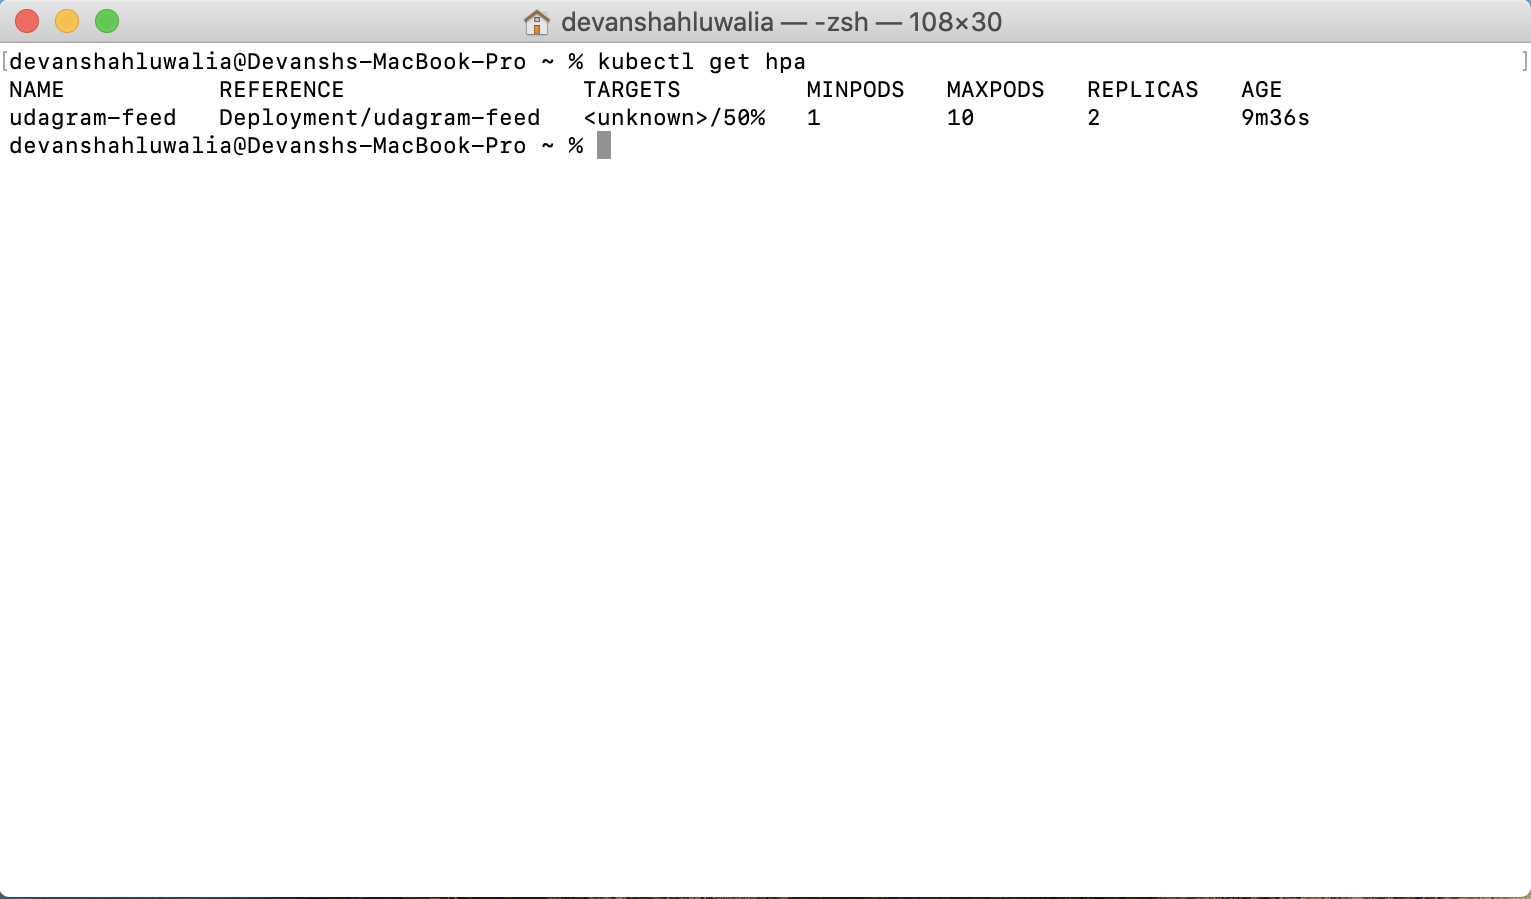 devanshahluwalia — -zsh — 108×30
[devanshahluwalia@Devanshs-MacBook-Pro ~ % kubectl get hpa ]
NAME REFERENCE TARGETS MINPODS MAXPODS REPLICAS AGE
udagram-feed Deployment/udagram-feed <unknown>/50% 1 10 2 9m36s
devanshahluwalia@Devanshs-MacBook-Pro ~ %